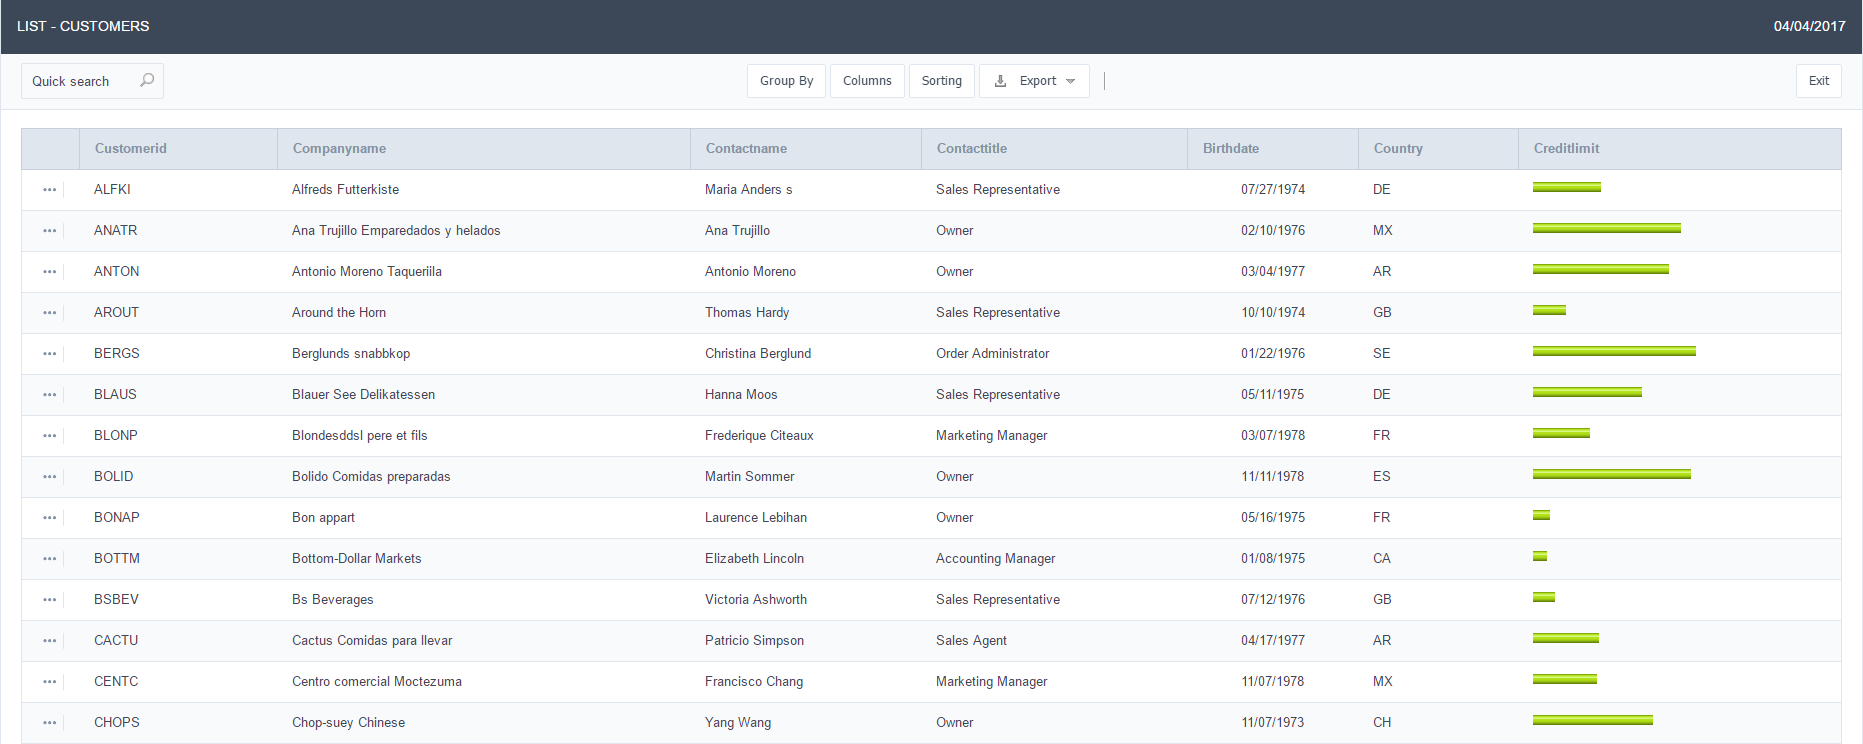 LIST - CUSTOMERS 04/04/2017
Quick search Group By Columns Sorting Export Exit
Customerid Companyname Contactname Contacttitle Birthdate Country Creditlimit
ALFKI Alfreds Futterkiste Maria Anders s Sales Representative 07/27/1974 DE
ANATR Ana Trujillo Emparedados y helados Ana Trujillo Owner 02/10/1976 MX
ANTON Antonio Moreno Taqueriila Antonio Moreno Owner 03/04/1977 AR
AROUT Around the Horn Thomas Hardy Sales Representative 10/10/1974 GB
BERGS Berglunds snabbkop Christina Berglund Order Administrator 01/22/1976 SE
BLAUS Blauer See Delikatessen Hanna Moos Sales Representative 05/11/1975 DE
BLONP Blondesddsl pere et fils Frederique Citeaux Marketing Manager 03/07/1978 FR
BOLID Bolido Comidas preparadas Martin Sommer Owner 11/11/1978 ES
BONAP Bon appart Laurence Lebihan Owner 05/16/1975 FR
BOTTM Bottom-Dollar Markets Elizabeth Lincoln Accounting Manager 01/08/1975 CA
BSBEV Bs Beverages Victoria Ashworth Sales Representative 07/12/1976 GB
CACTU Cactus Comidas para llevar Patricio Simpson Sales Agent 04/17/1977 AR
CENTC Centro comercial Moctezuma Francisco Chang Marketing Manager 11/07/1978 MX
CHOPS Chop-suey Chinese Yang Wang Owner 11/07/1973 CH